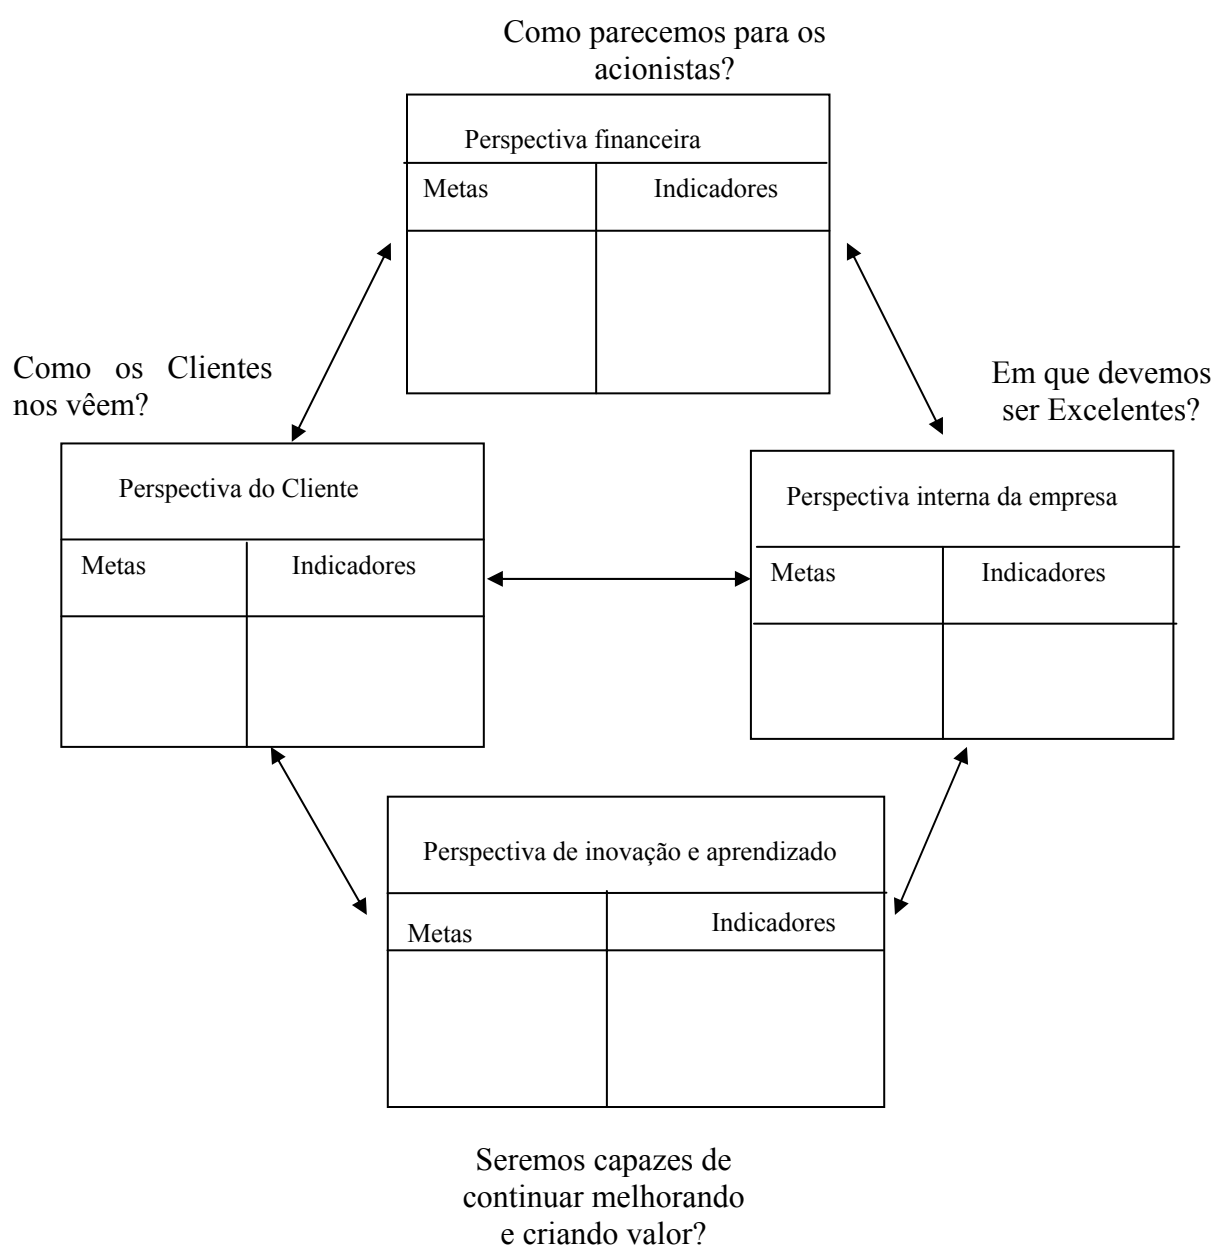 Como parecemos para os
acionistas?
Perspectiva financeira
Metas Indicadores
Como os Clientes
nos vêem?
Em que devemos
ser Excelentes?
Perspectiva do Cliente
Metas Indicadores
Perspectiva interna da empresa
Metas Indicadores
Perspectiva de inovação e aprendizado
Metas Indicadores
Seremos capazes de
continuar melhorando
e criando valor?